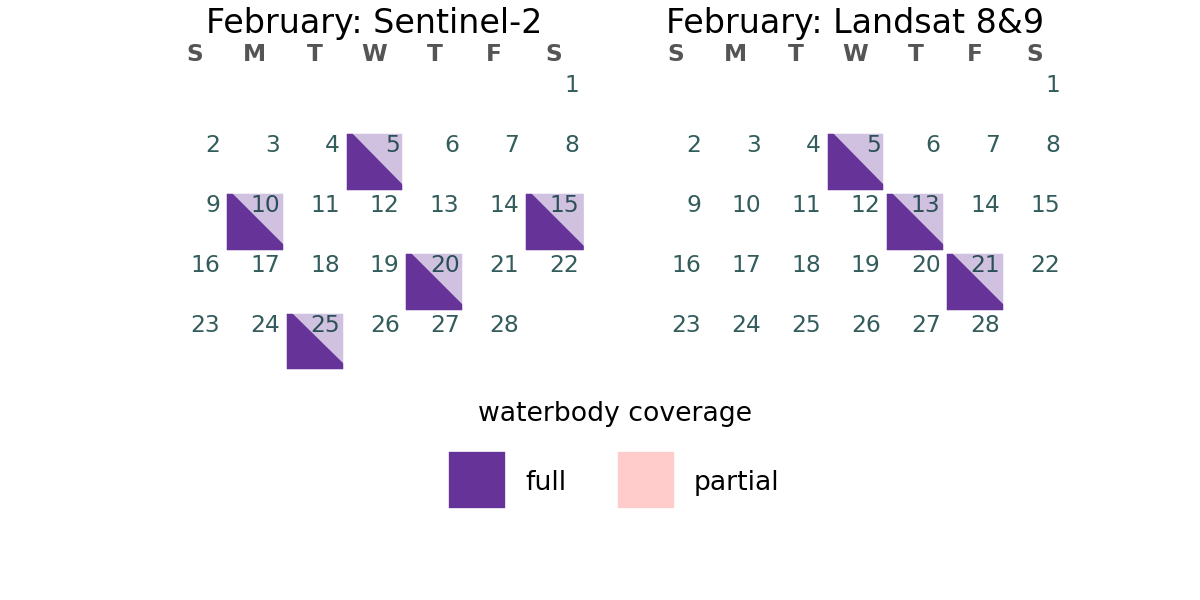 February: Sentinel-2
S M T W T F S
1
2 3 4 5 6 7 8
9 10 11 12 13 14 15
16 17 18 19 20 21 22
23 24 25 26 27 28
February: Landsat 8&9
S M T W T F S
1
2 3 4 5 6 7 8
9 10 11 12 13 14 15
16 17 18 19 20 21 22
23 24 25 26 27 28
waterbody coverage
full partial